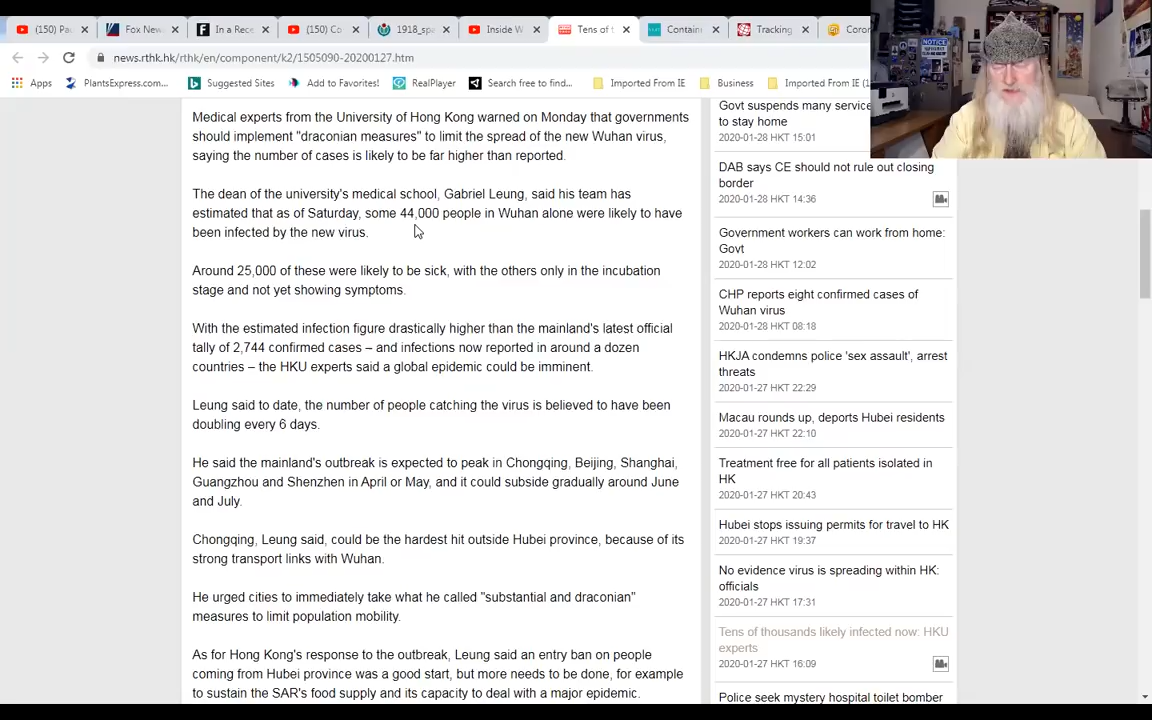 (150) Pa
Fox New
In a Rece
(150) Co
1918_spa
Inside W
Tens of t
Contain
Tracking
Coron
news.rthk.hk/rthk/en/component/k2/1505090-20200127.htm
Apps
PlantsExpress.com...
Suggested Sites
Add to Favorites!
RealPlayer
Search free to find...
Imported From IE
Business
Imported From IE
NOTICE
Medical experts from the University of Hong Kong warned on Monday that governments
should implement "draconian measures" to limit the spread of the new Wuhan virus,
saying the number of cases is likely to be far higher than reported.
The dean of the university's medical school, Gabriel Leung, said his team has
estimated that as of Saturday, some 44,000 people in Wuhan alone were likely to have
been infected by the new virus.
Around 25,000 of these were likely to be sick, with the others only in the incubation
stage and not yet showing symptoms.
With the estimated infection figure drastically higher than the mainland's latest official
tally of 2,744 confirmed cases – and infections now reported in around a dozen
countries – the HKU experts said a global epidemic could be imminent.
Leung said to date, the number of people catching the virus is believed to have been
doubling every 6 days.
He said the mainland's outbreak is expected to peak in Chongqing, Beijing, Shanghai,
Guangzhou and Shenzhen in April or May, and it could subside gradually around June
and July.
Chongqing, Leung said, could be the hardest hit outside Hubei province, because of its
strong transport links with Wuhan.
He urged cities to immediately take what he called "substantial and draconian"
measures to limit population mobility.
As for Hong Kong's response to the outbreak, Leung said an entry ban on people
coming from Hubei province was a good start, but more needs to be done, for example
to sustain the SAR's food supply and its capacity to deal with a major epidemic.
Govt suspends many service
to stay home
2020-01-28 HKT 15:01
DAB says CE should not rule out closing
border
2020-01-28 HKT 14:36
Government workers can work from home:
Govt
2020-01-28 HKT 12:02
CHP reports eight confirmed cases of
Wuhan virus
2020-01-28 HKT 08:18
HKJA condemns police 'sex assault', arrest
threats
2020-01-27 HKT 22:29
Macau rounds up, deports Hubei residents
2020-01-27 HKT 22:10
Treatment free for all patients isolated in
HK
2020-01-27 HKT 20:43
Hubei stops issuing permits for travel to HK
2020-01-27 HKT 19:37
No evidence virus is spreading within HK:
officials
2020-01-27 HKT 17:31
Tens of thousands likely infected now: HKU
experts
2020-01-27 HKT 16:09
Police seek mystery hospital toilet bomber